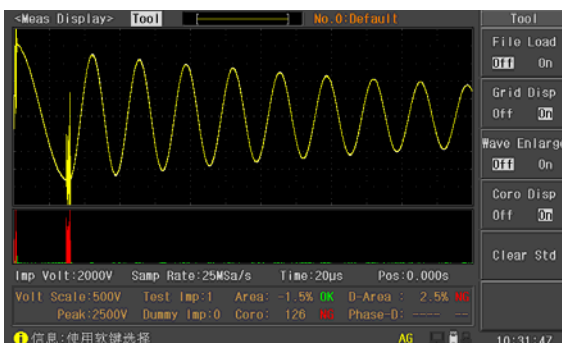 <Meas Display> Tool No.0:Default Tool
File Load
Off On
Grid Disp
Off On
Wave Enlarge
Off On
Coro Disp
Off On
Clear Std
Imp Volt:2000V Samp Rate:25MSa/s Time:20μs Pos:0.000s
Volt Scale:500V Test Imp:1 Area: -1.5% OK D-Area : 2.5% NG
Peak:2500V Dummy Imp:0 Coro: 126 NG Phase-D: ---- --
信息:使用软键选择 AG 10:31:47